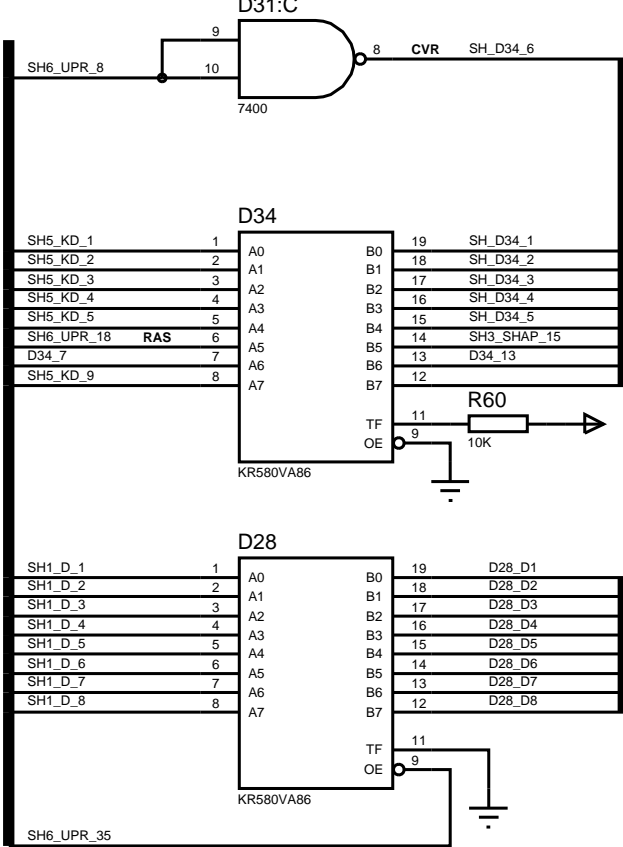 D31:C
9
8 CVR SH_D34_6
SH6_UPR_8 10
7400
D34
SH5_KD_1 1 A0 B0 19 SH_D34_1
SH5_KD_2 2 A1 B1 18 SH_D34_2
SH5_KD_3 3 A2 B2 17 SH_D34_3
SH5_KD_4 4 A3 B3 16 SH_D34_4
SH5_KD_5 5 A4 B4 15 SH_D34_5
SH6_UPR_18 RAS 6 A5 B5 14 SH3_SHAP_15
D34_7 7 A6 B6 13 D34_13
SH5_KD_9 8 A7 B7 12
R60
TF 11
OE 9 10K
KR580VA86
D28
SH1_D_1 1 A0 B0 19 D28_D1
SH1_D_2 2 A1 B1 18 D28_D2
SH1_D_3 3 A2 B2 17 D28_D3
SH1_D_4 4 A3 B3 16 D28_D4
SH1_D_5 5 A4 B4 15 D28_D5
SH1_D_6 6 A5 B5 14 D28_D6
SH1_D_7 7 A6 B6 13 D28_D7
SH1_D_8 8 A7 B7 12 D28_D8
TF 11
OE 9
KR580VA86
SH6_UPR_35